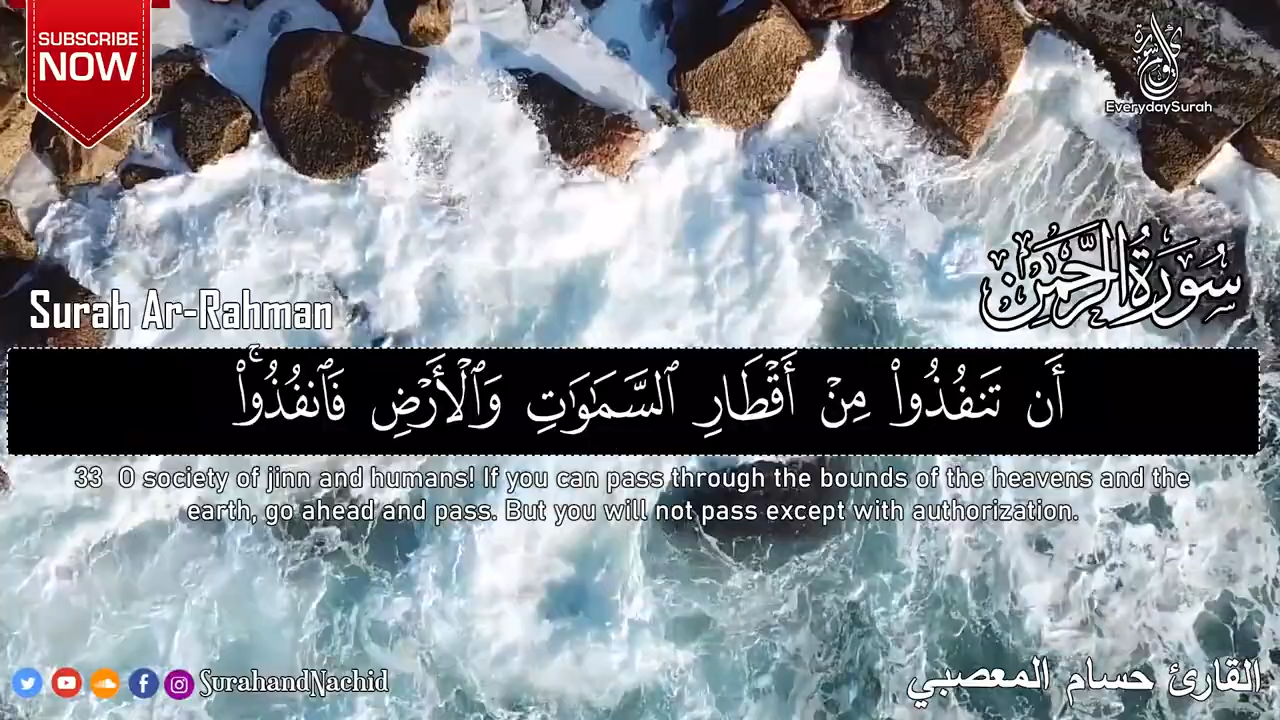 SUBSCRIBE
NOW
EverydaySurah
سُورَةُ الرَّحْمَٰن
Surah Ar-Rahman
أَن تَنفُذُوا۟ مِنْ أَقْطَارِ ٱلسَّمَـٰوَٰتِ وَٱلْأَرْضِ فَٱنفُذُوا۟ ۚ
33 O society of jinn and humans! If you can pass through the bounds of the heavens and the
earth, go ahead and pass. But you will not pass except with authorization.
SurahandNachid
القارئ حسام المعصبي